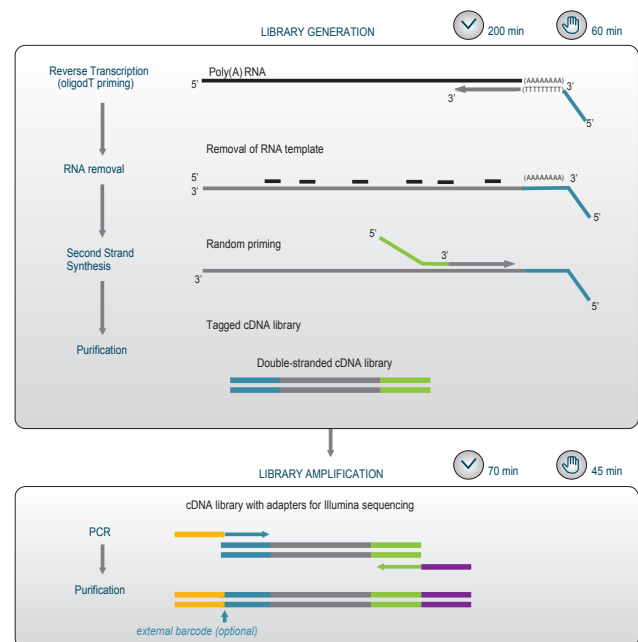 LIBRARY GENERATION
200 min
60 min
Reverse Transcription
(oligodT priming)
Poly(A) RNA
5'
(AAAAAAAA)
(TTTTTTTTT)
3'
3'
5'
Removal of RNA template
RNA removal
5'
3'
(AAAAAAAA)
3'
5'
Random priming
5'
3'
Second Strand
Synthesis
3'
5'
Tagged cDNA library
Purification
Double-stranded cDNA library
LIBRARY AMPLIFICATION
70 min
45 min
cDNA library with adapters for Illumina sequencing
PCR
Purification
external barcode (optional)